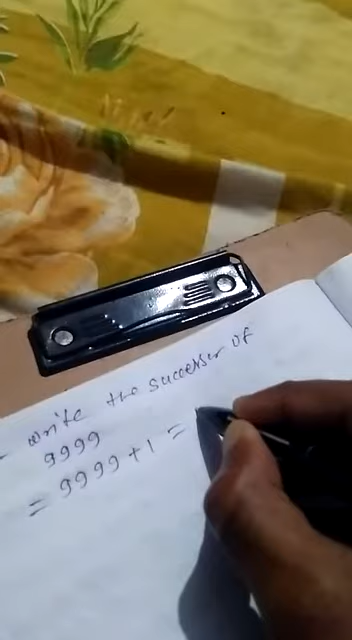 - write the successor of
9999
= 9999 + 1 =